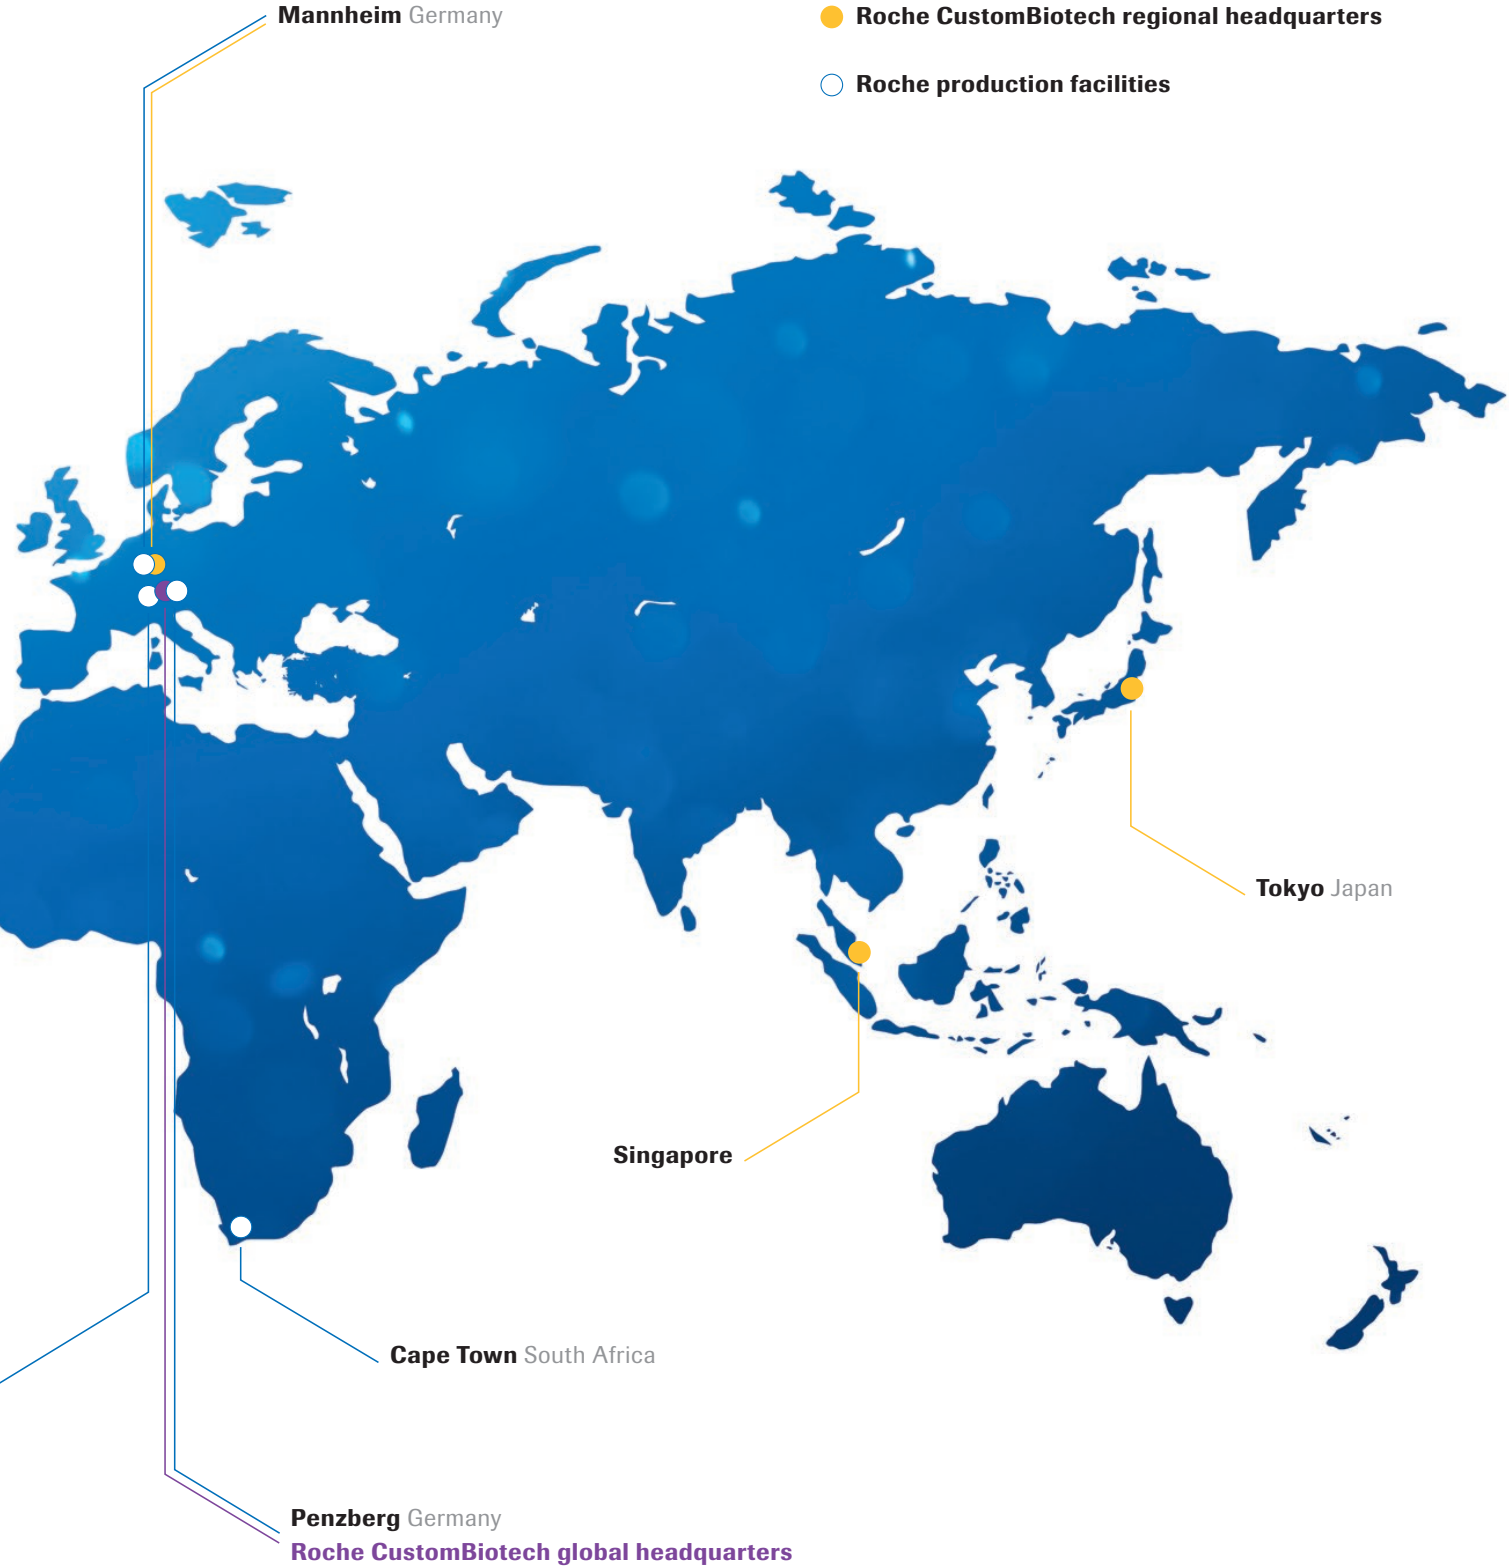 Mannheim Germany
Roche CustomBiotech regional headquarters
Roche production facilities
Tokyo Japan
Singapore
Cape Town South Africa
Penzberg Germany
Roche CustomBiotech global headquarters